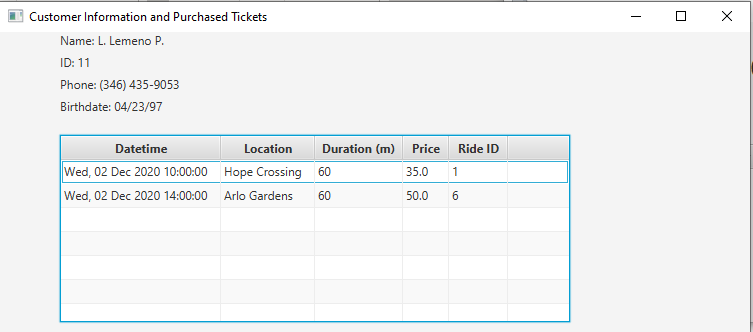 Customer Information and Purchased Tickets
Name: L. Lemeno P.
ID: 11
Phone: (346) 435-9053
Birthdate: 04/23/97
Datetime Location Duration (m) Price Ride ID
Wed, 02 Dec 2020 10:00:00 Hope Crossing 60 35.0 1
Wed, 02 Dec 2020 14:00:00 Arlo Gardens 60 50.0 6